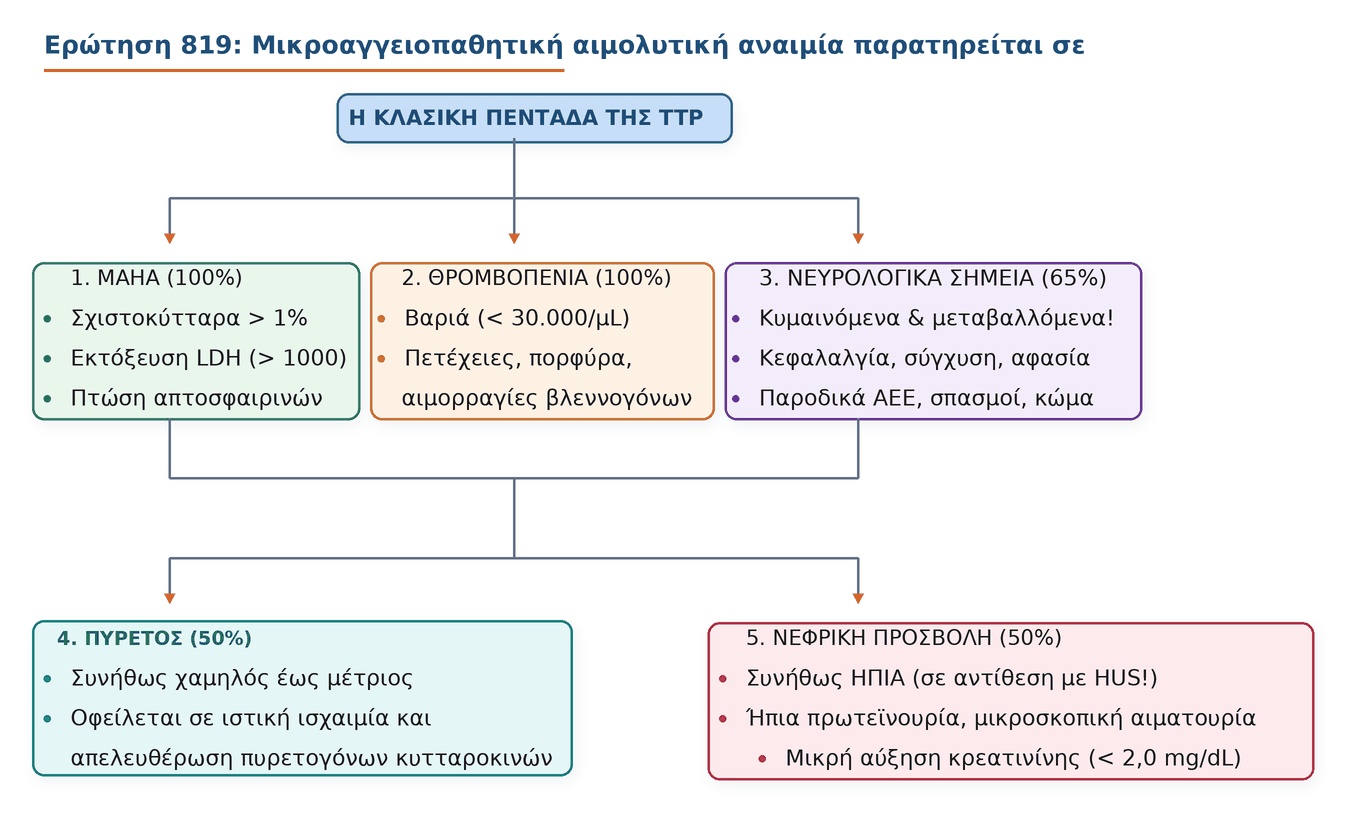 Ερώτηση 819: Μικροαγγειοπαθητική αιμολυτική αναιμία παρατηρείται σε
Η ΚΛΑΣΙΚΗ ΠΕΝΤΑΔΑ ΤΗΣ TTP
1. MAHA (100%)
• Σχιστοκύτταρα > 1%
• Εκτόξευση LDH (> 1000)
• Πτώση απτοσφαιρινών
2. ΘΡΟΜΒΟΠΕΝΙΑ (100%)
• Βαριά (< 30.000/μL)
• Πετέχειες, πορφύρα,
αιμορραγίες βλεννογόνων
3. ΝΕΥΡΟΛΟΓΙΚΑ ΣΗΜΕΙΑ (65%)
• Κυμαινόμενα & μεταβαλλόμενα!
• Κεφαλαλγία, σύγχυση, αφασία
• Παροδικά ΑΕΕ, σπασμοί, κώμα
4. ΠΥΡΕΤΟΣ (50%)
• Συνήθως χαμηλός έως μέτριος
• Οφείλεται σε ιστική ισχαιμία και
απελευθέρωση πυρετογόνων κυτταροκινών
5. ΝΕΦΡΙΚΗ ΠΡΟΣΒΟΛΗ (50%)
• Συνήθως ΗΠΙΑ (σε αντίθεση με HUS!)
• Ήπια πρωτεϊνουρία, μικροσκοπική αιματουρία
• Μικρή αύξηση κρεατινίνης (< 2,0 mg/dL)